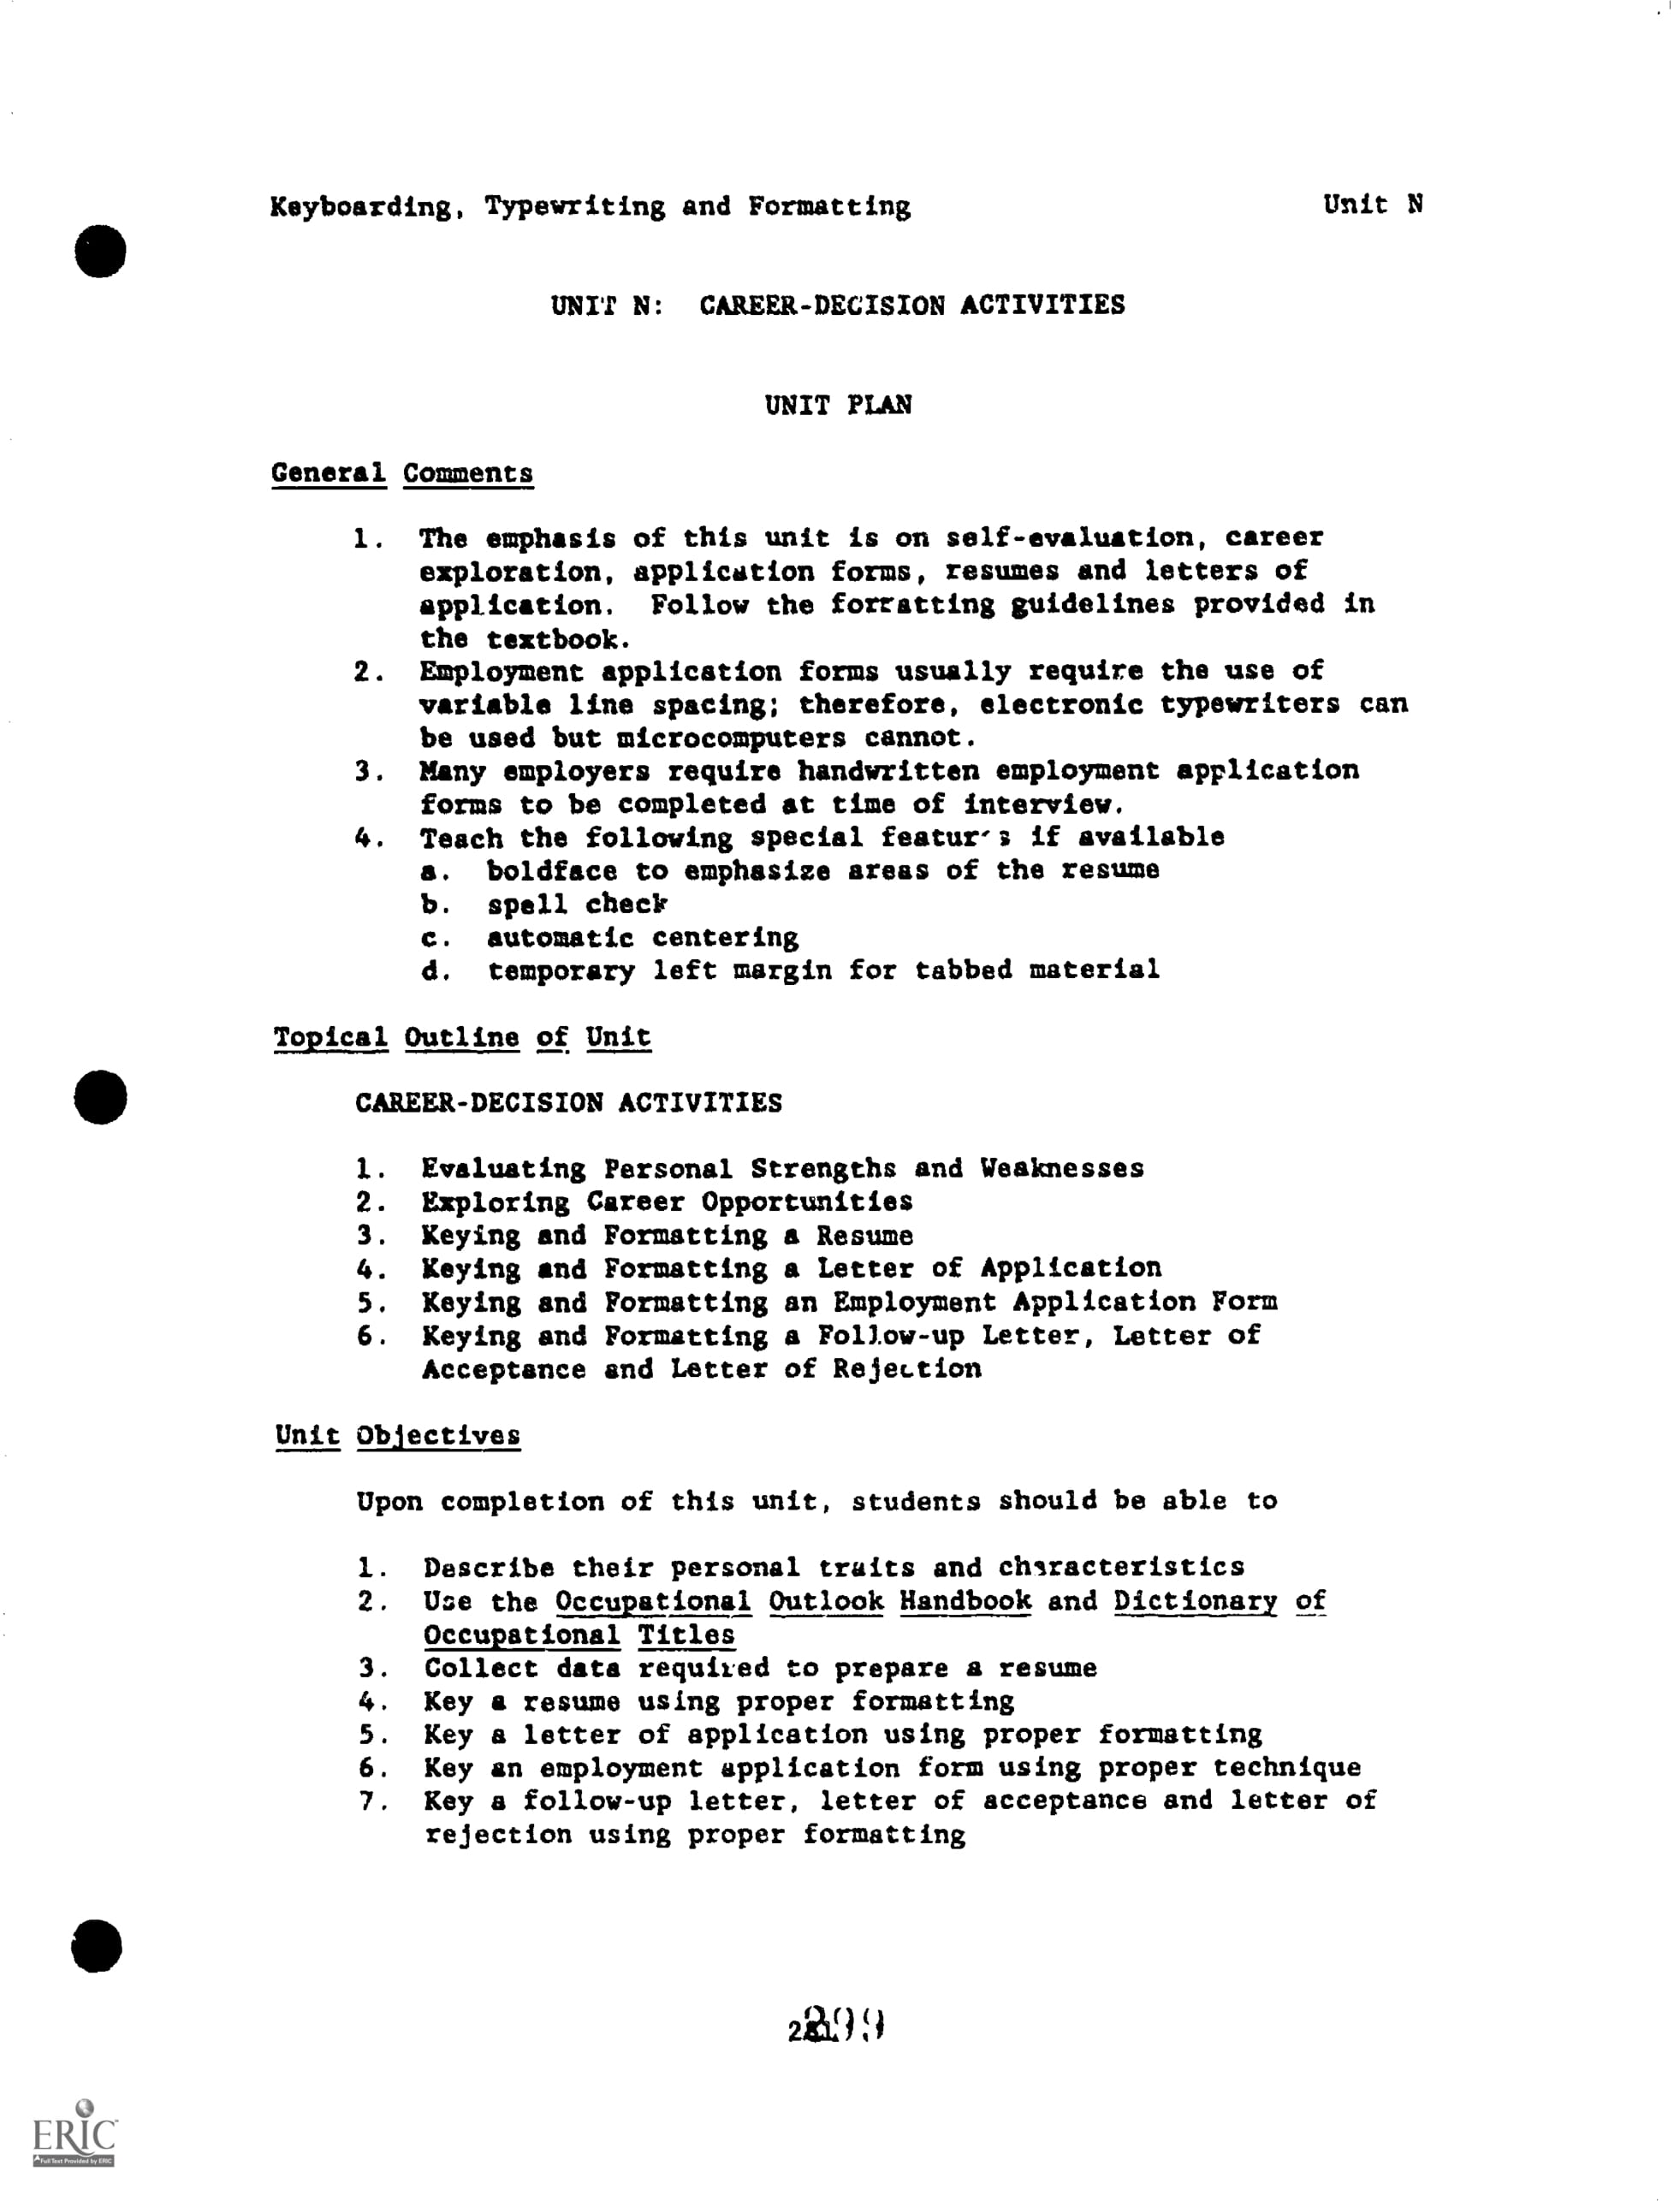 Keyboarding, Typewriting and Formatting Unit N
UNIT N: CAREER-DECISION ACTIVITIES
UNIT PLAN
General Comments
1. The emphasis of this unit is on self-evaluation, career
exploration, application forms, resumes and letters of
application. Follow the formatting guidelines provided in
the textbook.
2. Employment application forms usually require the use of
variable line spacing; therefore, electronic typewriters can
be used but microcomputers cannot.
3. Many employers require handwritten employment application
forms to be completed at time of interview.
4. Teach the following special features if available
a. boldface to emphasize areas of the resume
b. spell check
c. automatic centering
d. temporary left margin for tabbed material
Topical Outline of Unit
CAREER-DECISION ACTIVITIES
1. Evaluating Personal Strengths and Weaknesses
2. Exploring Career Opportunities
3. Keying and Formatting a Resume
4. Keying and Formatting a Letter of Application
5. Keying and Formatting an Employment Application Form
6. Keying and Formatting a Follow-up Letter, Letter of
Acceptance and Letter of Rejection
Unit Objectives
Upon completion of this unit, students should be able to
1. Describe their personal traits and characteristics
2. Use the Occupational Outlook Handbook and Dictionary of
Occupational Titles
3. Collect data required to prepare a resume
4. Key a resume using proper formatting
5. Key a letter of application using proper formatting
6. Key an employment application form using proper technique
7. Key a follow-up letter, letter of acceptance and letter of
rejection using proper formatting
ERIC
Full Text Provided by ERIC